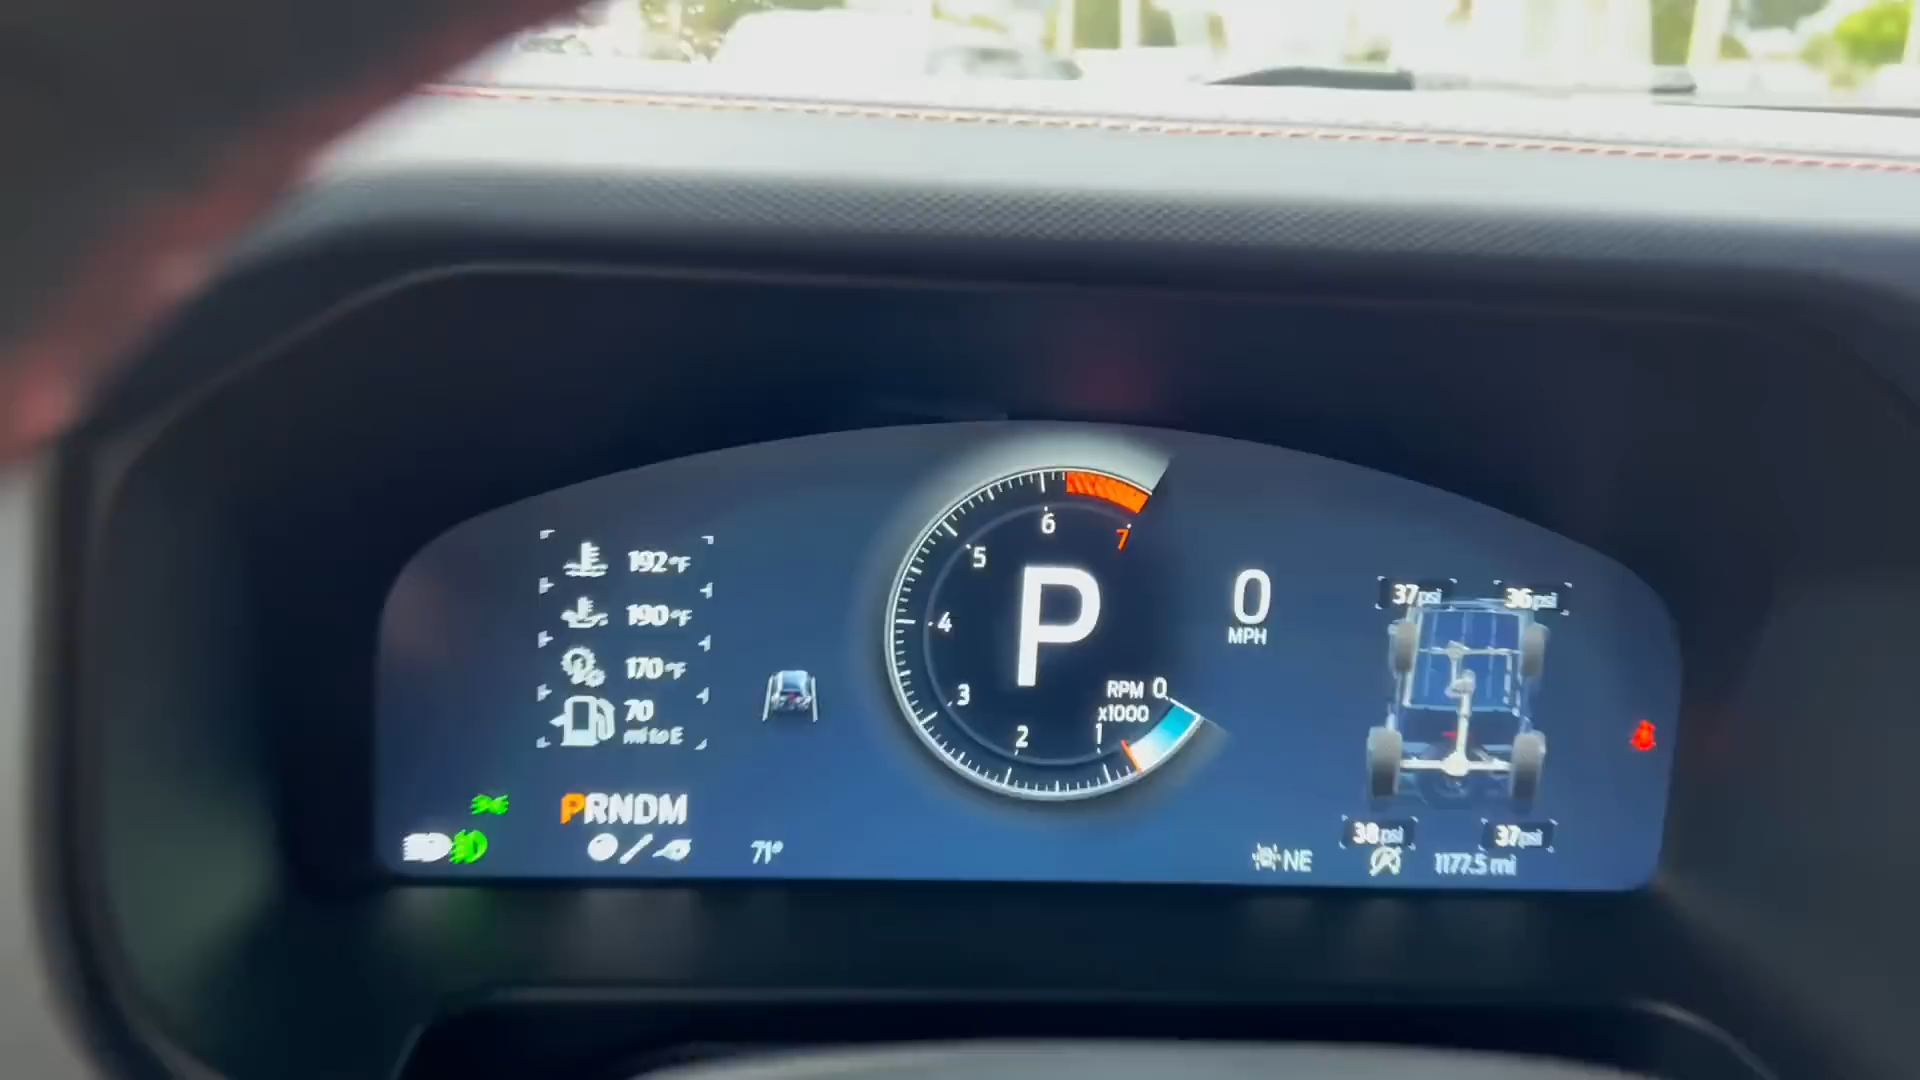 192°F
190°F
170°F
70
mi to E
PRNDM
71°
6
7
5
4
3
2
1
P
RPM 0
x1000
0
MPH
37psi
36psi
38psi
37psi
NE
1177.5 mi